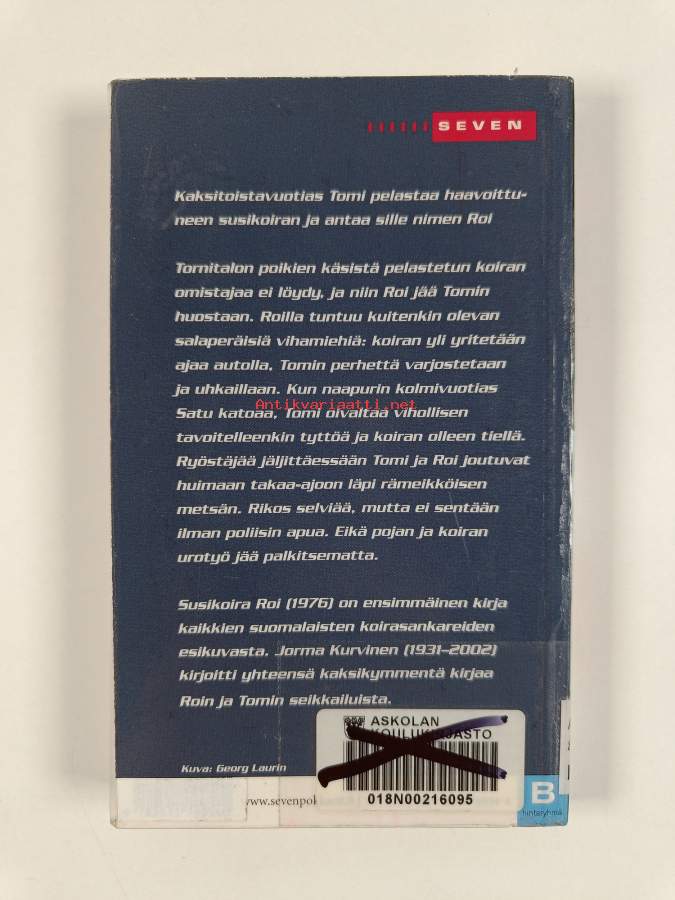 SEVEN
Kaksitoistavuotias Tomi pelastaa haavoittu-
neen susikoiran ja antaa sille nimen Roi
Tornitalon poikien käsistä pelastetun koiran
omistajaa ei löydy, ja niin Roi jää Tomin
huostaan. Roilla tuntuu kuitenkin olevan
salaperäisiä vihamiehiä: koiran yli yritetään
ajaa autolla, Tomin perhettä varjostetaan
ja uhkaillaan. Kun naapurin kolmivuotias
Antikvariaatti.net
Satu katoaa, Tomi oivaltaa vihollisen
tavoitelleenkin tyttöä ja koiran olleen tiellä.
Ryöstäjää jäljittäessään Tomi ja Roi joutuvat
huimaan takaa-ajoon läpi rämeikköisen
metsän. Rikos selviää, mutta ei sentään
ilman poliisin apua. Eikä pojan ja koiran
urotyö jää palkitsematta.
Susikoira Roi (1976) on ensimmäinen kirja
kaikkien suomalaisten koirasankareiden
esikuvasta. Jorma Kurvinen (1931–2002)
kirjoitti yhteensä kaksikymmentä kirjaa
Roin ja Tomin seikkailuista.
ASKOLAN
KOULUKIRJASTO
018N00216095
Kuva: Georg Laurin
www.sevenpok
B
hintaryhmä